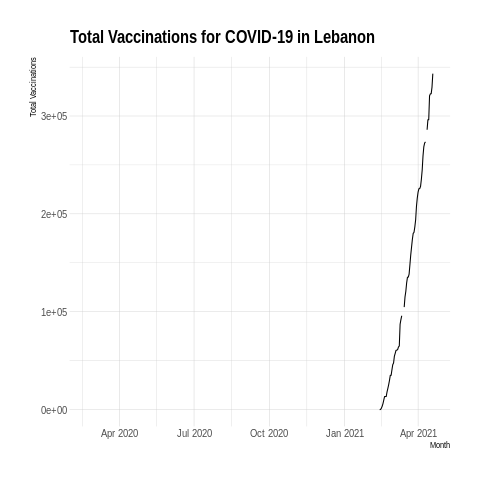 Total Vaccinations for COVID-19 in Lebanon
Total Vaccinations
3e+05
2e+05
1e+05
0e+00
Apr 2020 Jul 2020 Oct 2020 Jan 2021 Apr 2021
Month